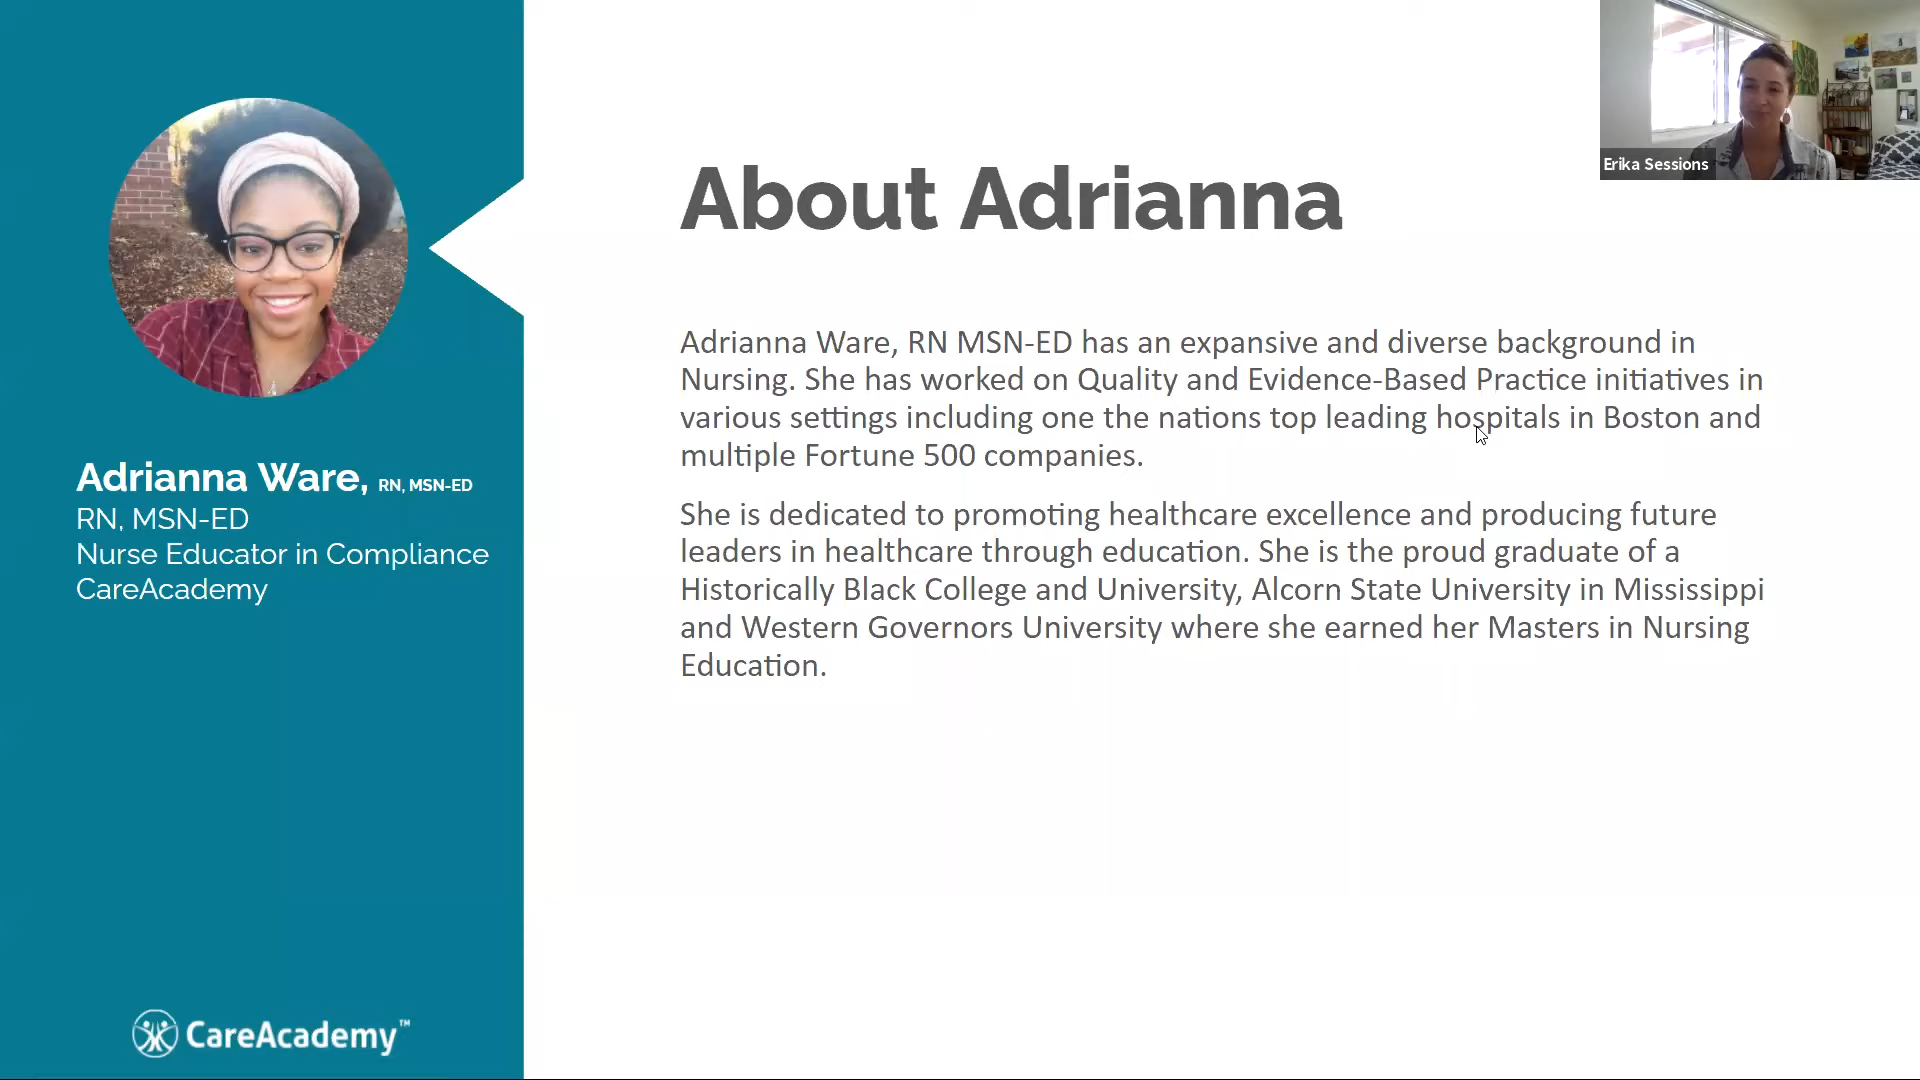 Adrianna Ware, RN, MSN-ED
RN, MSN-ED
Nurse Educator in Compliance
CareAcademy
CareAcademy™
About Adrianna
Adrianna Ware, RN MSN-ED has an expansive and diverse background in
Nursing. She has worked on Quality and Evidence-Based Practice initiatives in
various settings including one the nations top leading hospitals in Boston and
multiple Fortune 500 companies.
She is dedicated to promoting healthcare excellence and producing future
leaders in healthcare through education. She is the proud graduate of a
Historically Black College and University, Alcorn State University in Mississippi
and Western Governors University where she earned her Masters in Nursing
Education.
Erika Sessions